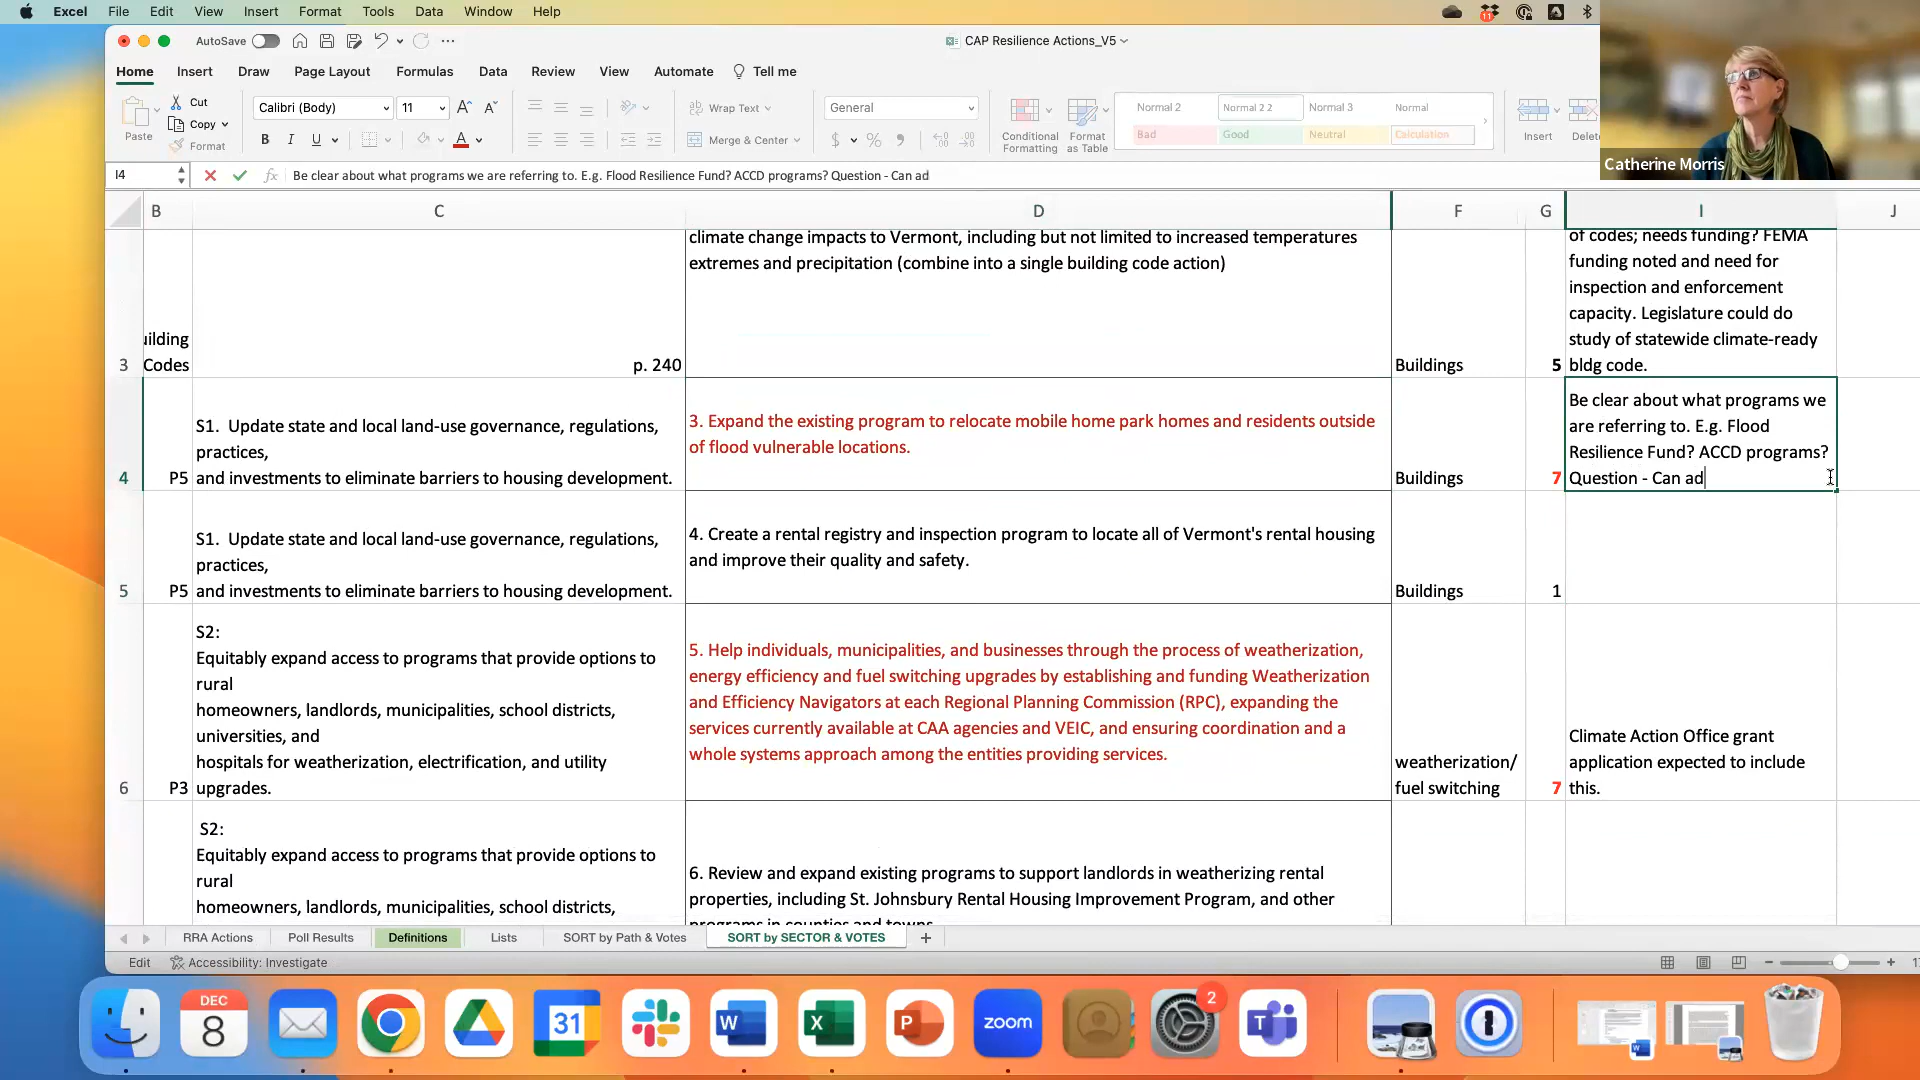 Excel File Edit View Insert Format Tools Data Window Help
11
AutoSave
CAP Resilience Actions_V5
Home Insert Draw Page Layout Formulas Data Review View Automate Tell me
Paste
Cut
Copy
Format
Calibri (Body) 11
B I U
Wrap Text
Merge & Center
General
Conditional Formatting
Format as Table
Normal 2 Normal 2 2 Normal 3 Normal
Bad Good Neutral Calculation
Insert
Delete
Catherine Morris
I4 fx Be clear about what programs we are referring to. E.g. Flood Resilience Fund? ACCD programs? Question - Can ad
B C D F G I J
3
uilding
Codes
p. 240
climate change impacts to Vermont, including but not limited to increased temperatures
extremes and precipitation (combine into a single building code action)
Buildings
5
of codes; needs funding? FEMA
funding noted and need for
inspection and enforcement
capacity. Legislature could do
study of statewide climate-ready
bldg code.
4
P5
S1. Update state and local land-use governance, regulations,
practices,
and investments to eliminate barriers to housing development.
3. Expand the existing program to relocate mobile home park homes and residents outside
of flood vulnerable locations.
Buildings
7
Be clear about what programs we
are referring to. E.g. Flood
Resilience Fund? ACCD programs?
Question - Can ad
5
P5
S1. Update state and local land-use governance, regulations,
practices,
and investments to eliminate barriers to housing development.
4. Create a rental registry and inspection program to locate all of Vermont's rental housing
and improve their quality and safety.
Buildings
1
6
P3
S2:
Equitably expand access to programs that provide options to
rural
homeowners, landlords, municipalities, school districts,
universities, and
hospitals for weatherization, electrification, and utility
upgrades.
5. Help individuals, municipalities, and businesses through the process of weatherization,
energy efficiency and fuel switching upgrades by establishing and funding Weatherization
and Efficiency Navigators at each Regional Planning Commission (RPC), expanding the
services currently available at CAA agencies and VEIC, and ensuring coordination and a
whole systems approach among the entities providing services.
weatherization/
fuel switching
7
Climate Action Office grant
application expected to include
this.
S2:
Equitably expand access to programs that provide options to
rural
homeowners, landlords, municipalities, school districts,
6. Review and expand existing programs to support landlords in weatherizing rental
properties, including St. Johnsbury Rental Housing Improvement Program, and other
programs in counties and towns
RRA Actions Poll Results Definitions Lists SORT by Path & Votes SORT by SECTOR & VOTES
Edit Accessibility: Investigate
DEC
8
31
W
X
P
zoom
2
T